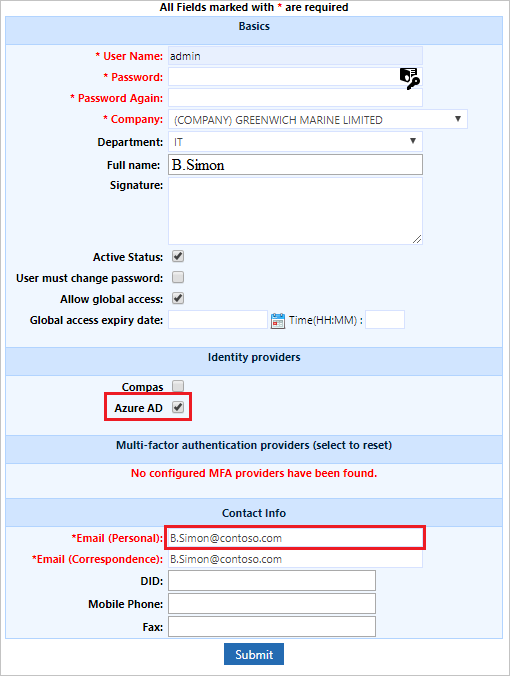 All Fields marked with * are required
Basics
* User Name: admin
* Password:
* Password Again:
* Company: (COMPANY) GREENWICH MARINE LIMITED
Department: IT
Full name: B.Simon
Signature:
Active Status:
User must change password:
Allow global access:
Global access expiry date: Time(HH:MM) :
Identity providers
Compas
Azure AD
Multi-factor authentication providers (select to reset)
No configured MFA providers have been found.
Contact Info
*Email (Personal): B.Simon@contoso.com
*Email (Correspondence): B.Simon@contoso.com
DID:
Mobile Phone:
Fax:
Submit